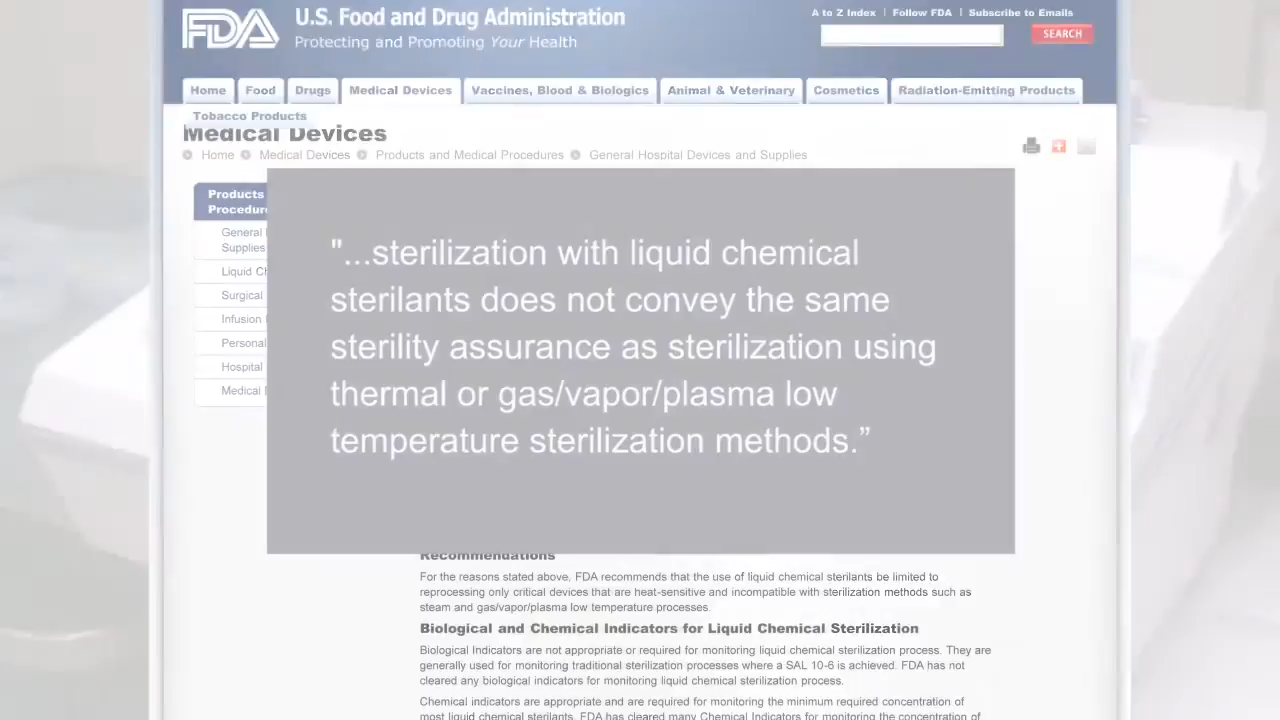 FDA
U.S. Food and Drug Administration
Protecting and Promoting Your Health
A to Z Index | Follow FDA | Subscribe to Emails
SEARCH
Home
Food
Drugs
Medical Devices
Vaccines, Blood & Biologics
Animal & Veterinary
Cosmetics
Radiation-Emitting Products
Tobacco Products
Medical Devices
Home
Medical Devices
Products and Medical Procedures
General Hospital Devices and Supplies
Products
General
Supplies
Liquid
Surgical
Infusion
Personal
Hospital
Medical
"...sterilization with liquid chemical
sterilants does not convey the same
sterility assurance as sterilization using
thermal or gas/vapor/plasma low
temperature sterilization methods.”
Recommendations
For the reasons stated above, FDA recommends that the use of liquid chemical sterilants be limited to
reprocessing only critical devices that are heat-sensitive and incompatible with sterilization methods such as
steam and gas/vapor/plasma low temperature processes.
Biological and Chemical Indicators for Liquid Chemical Sterilization
Biological Indicators are not appropriate or required for monitoring liquid chemical sterilization process. They are
generally used for monitoring traditional sterilization processes where a SAL 10-6 is achieved. FDA has not
cleared any biological indicators for monitoring liquid chemical sterilization process.
Chemical indicators are appropriate and are required for monitoring the minimum required concentration of
most liquid chemical sterilants. FDA has cleared many Chemical Indicators for monitoring the concentration of